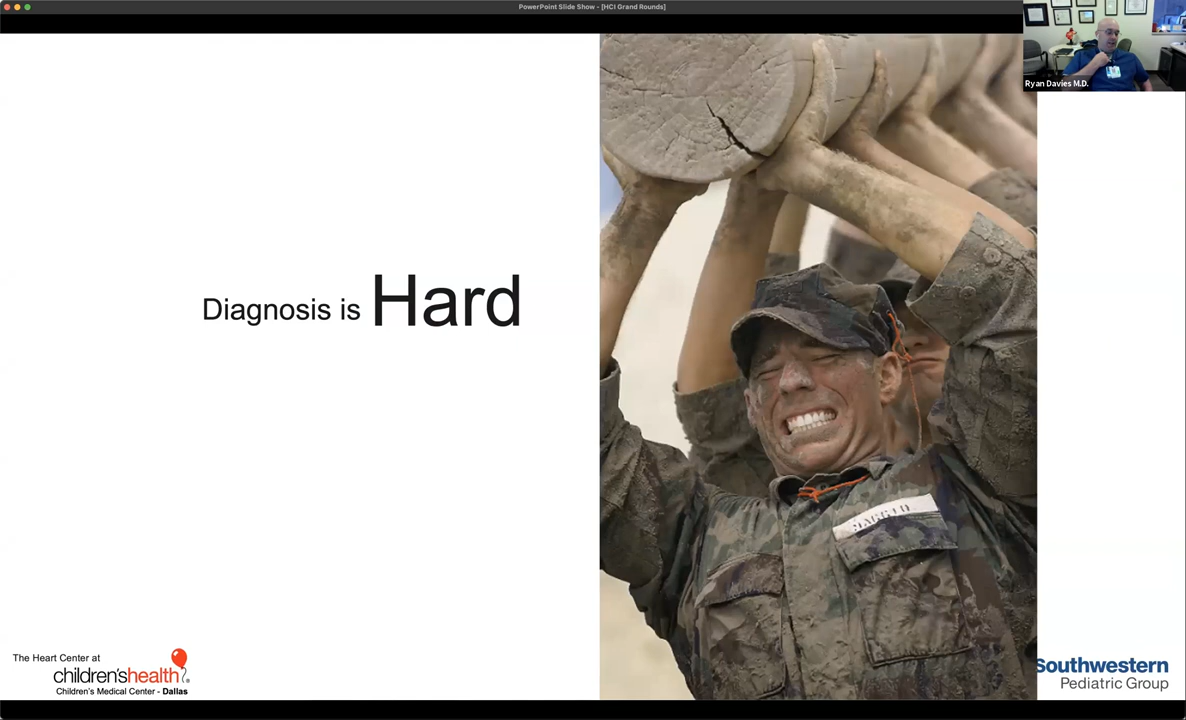 PowerPoint Slide Show - [HCI Grand Rounds]
Ryan Davies M.D.
Diagnosis is Hard
The Heart Center at
children'shealth
Children's Medical Center - Dallas
Southwestern
Pediatric Group